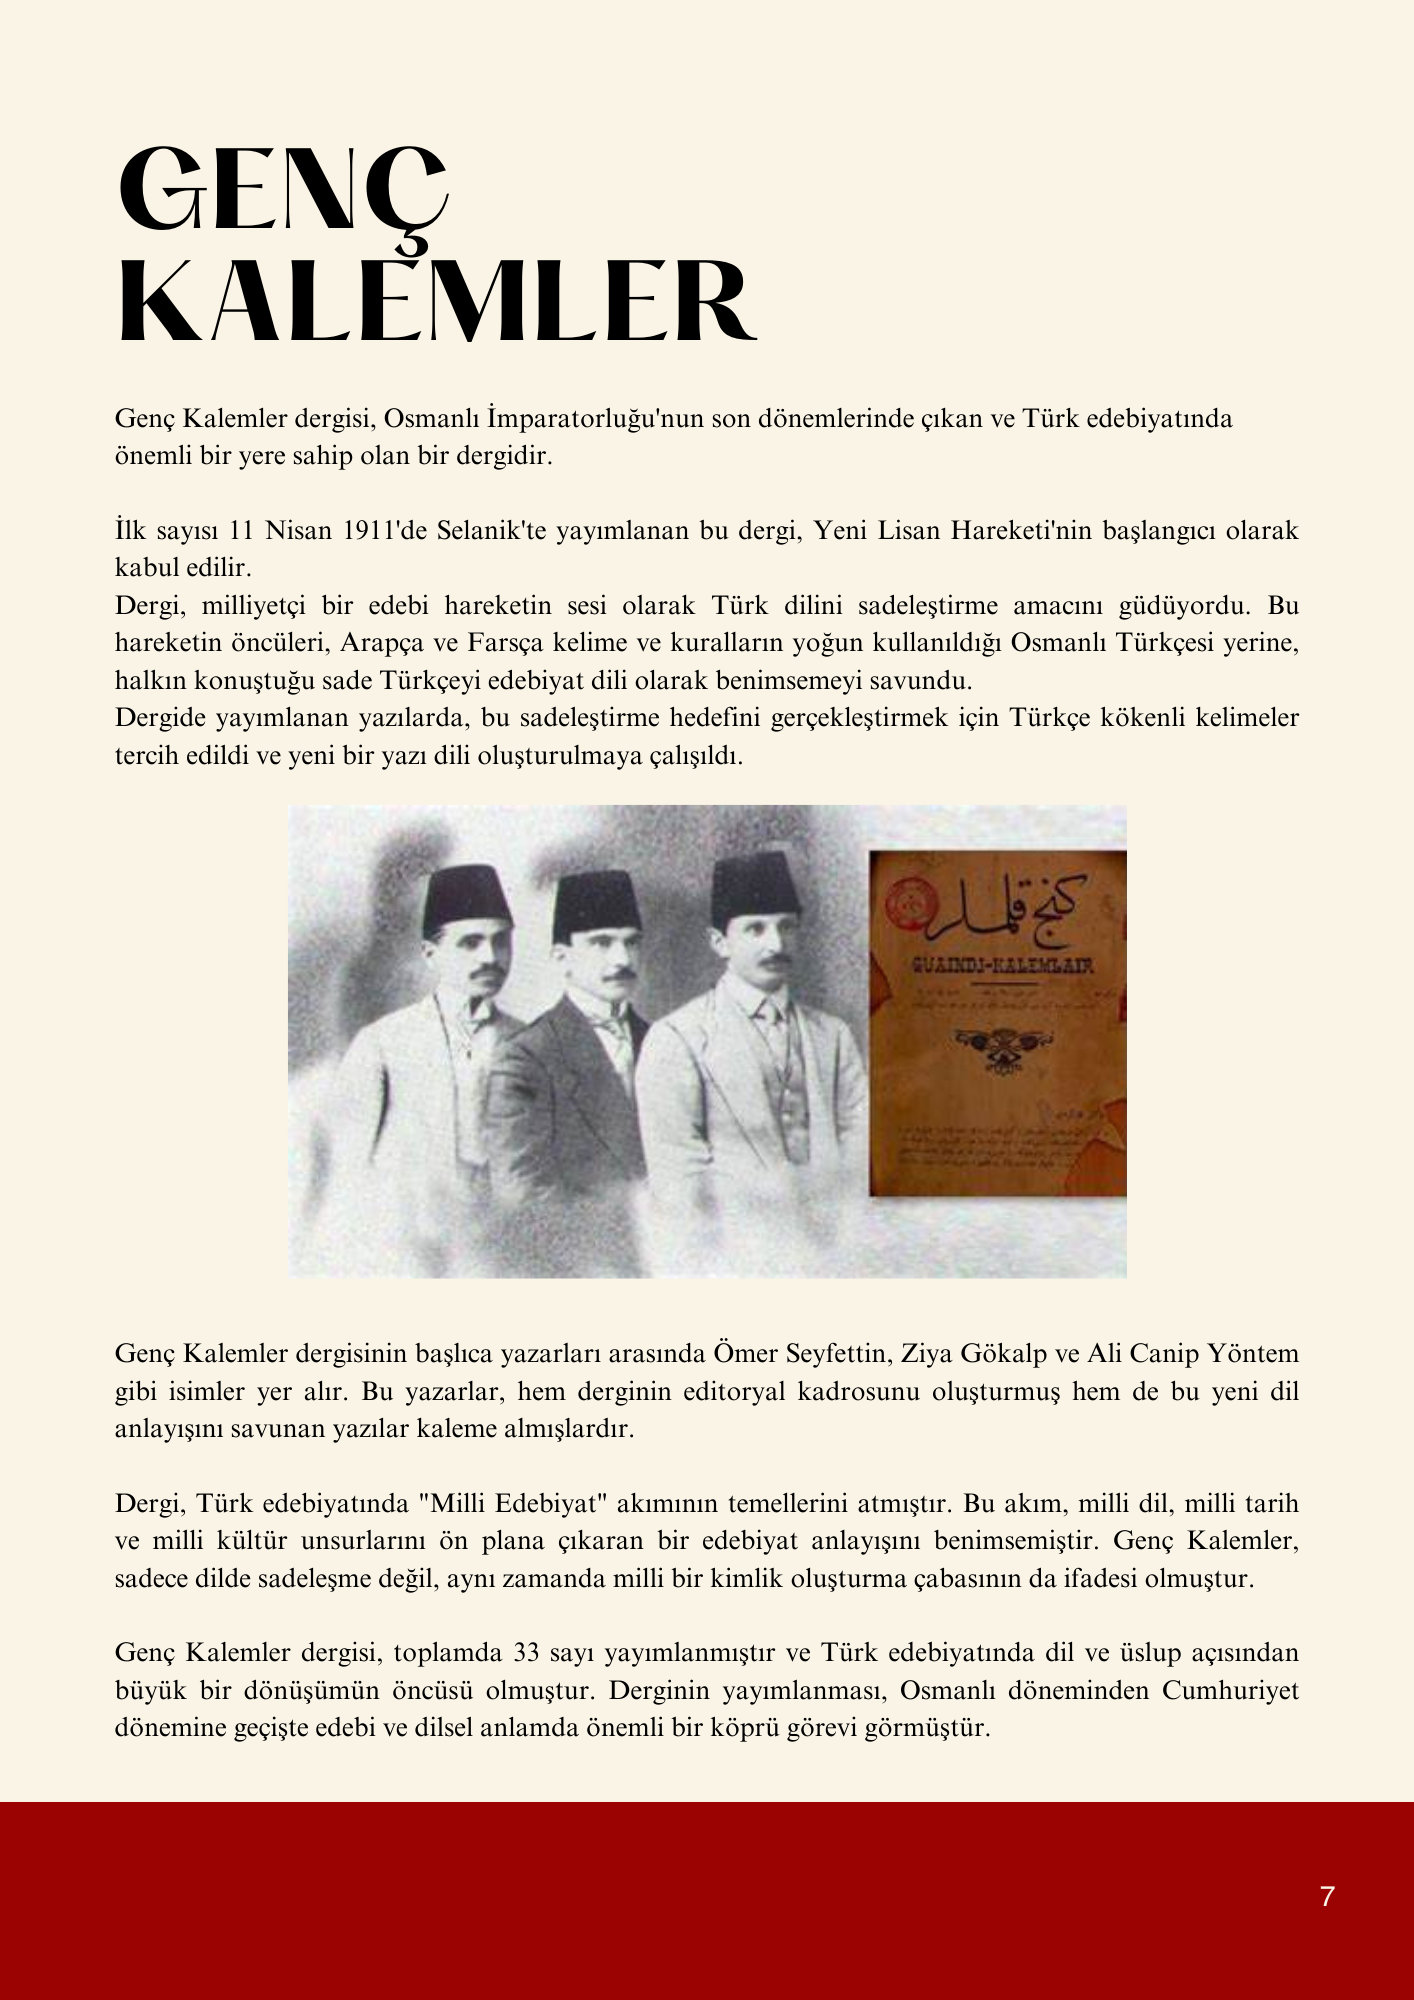 GENÇ
KALEMLER
Genç Kalemler dergisi, Osmanlı İmparatorluğu'nun son dönemlerinde çıkan ve Türk edebiyatında
önemli bir yere sahip olan bir dergidir.
İlk sayısı 11 Nisan 1911'de Selanik'te yayımlanan bu dergi, Yeni Lisan Hareketi'nin başlangıcı olarak
kabul edilir.
Dergi, milliyetçi bir edebi hareketin sesi olarak Türk dilini sadeleştirme amacını güdüyordu. Bu
hareketin öncüleri, Arapça ve Farsça kelime ve kuralların yoğun kullanıldığı Osmanlı Türkçesi yerine,
halkın konuştuğu sade Türkçeyi edebiyat dili olarak benimsemeyi savundu.
Dergide yayımlanan yazılarda, bu sadeleştirme hedefini gerçekleştirmek için Türkçe kökenli kelimeler
tercih edildi ve yeni bir yazı dili oluşturulmaya çalışıldı.
كنج قلملر
GUAINDJ-KALEMLAIR
Genç Kalemler dergisinin başlıca yazarları arasında Ömer Seyfettin, Ziya Gökalp ve Ali Canip Yöntem
gibi isimler yer alır. Bu yazarlar, hem derginin editoryal kadrosunu oluşturmuş hem de bu yeni dil
anlayışını savunan yazılar kaleme almışlardır.
Dergi, Türk edebiyatında "Milli Edebiyat" akımının temellerini atmıştır. Bu akım, milli dil, milli tarih
ve milli kültür unsurlarını ön plana çıkaran bir edebiyat anlayışını benimsemiştir. Genç Kalemler,
sadece dilde sadeleşme değil, aynı zamanda milli bir kimlik oluşturma çabasının da ifadesi olmuştur.
Genç Kalemler dergisi, toplamda 33 sayı yayımlanmıştır ve Türk edebiyatında dil ve üslup açısından
büyük bir dönüşümün öncüsü olmuştur. Derginin yayımlanması, Osmanlı döneminden Cumhuriyet
dönemine geçişte edebi ve dilsel anlamda önemli bir köprü görevi görmüştür.
7